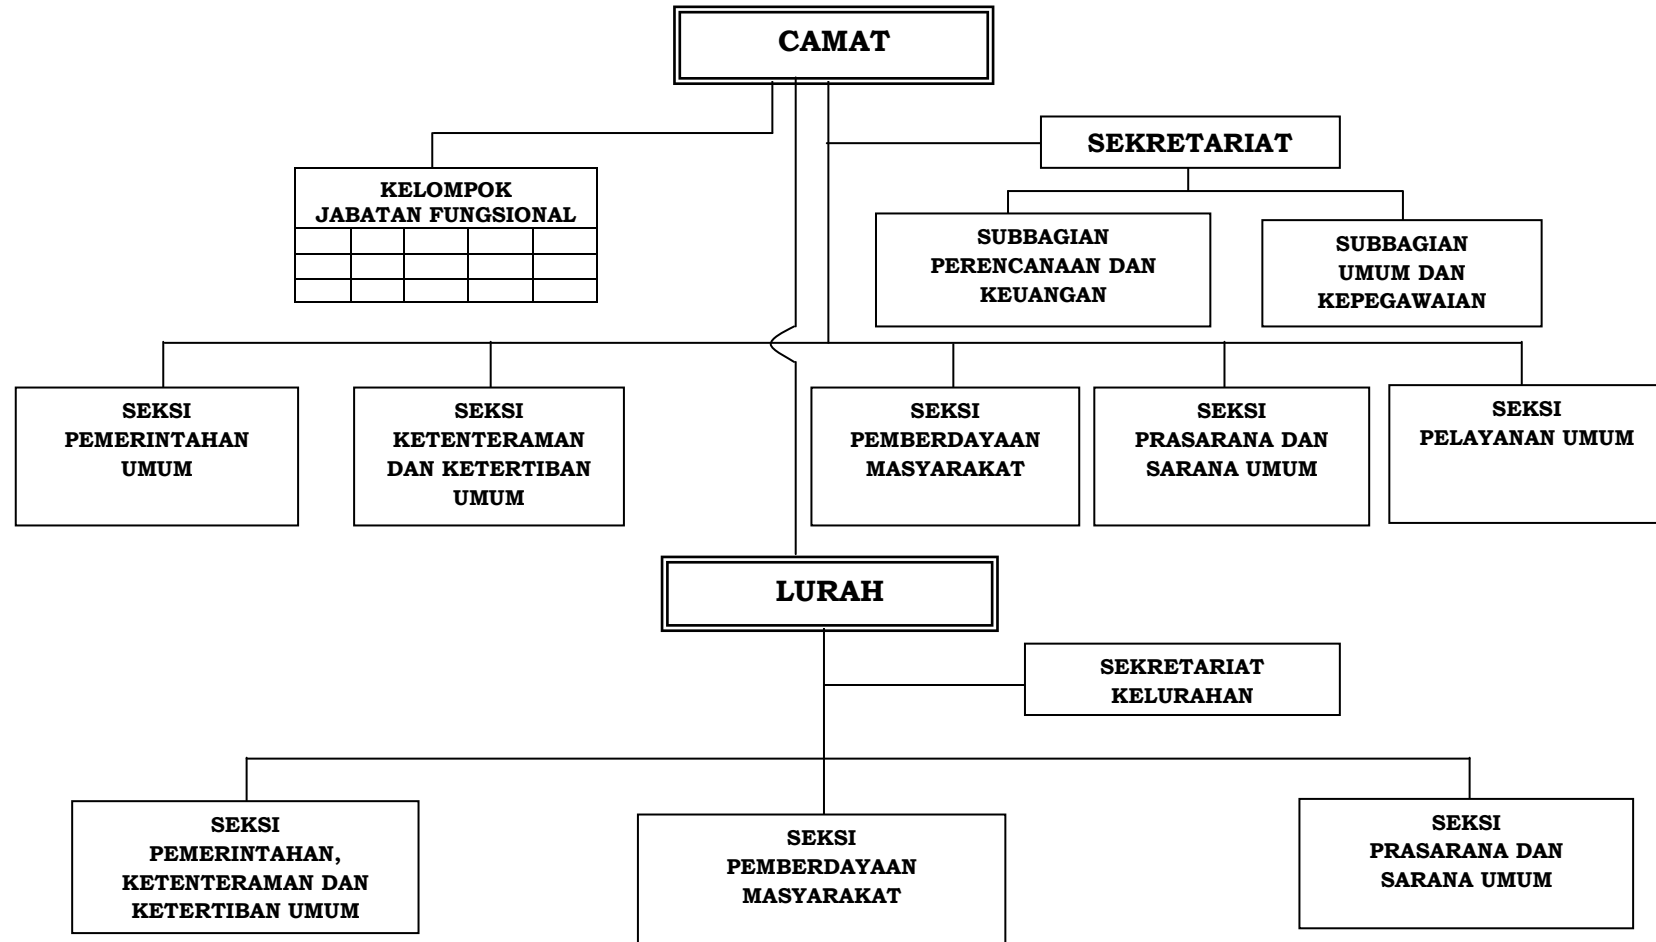 CAMAT
SEKRETARIAT
KELOMPOK
JABATAN FUNGSIONAL
SUBBAGIAN
PERENCANAAN DAN
KEUANGAN
SUBBAGIAN
UMUM DAN
KEPEGAWAIAN
SEKSI
PEMERINTAHAN
UMUM
SEKSI
KETENTERAMAN
DAN KETERTIBAN
UMUM
SEKSI
PEMBERDAYAAN
MASYARAKAT
SEKSI
PRASARANA DAN
SARANA UMUM
SEKSI
PELAYANAN UMUM
LURAH
SEKRETARIAT
KELURAHAN
SEKSI
PEMERINTAHAN,
KETENTERAMAN DAN
KETERTIBAN UMUM
SEKSI
PEMBERDAYAAN
MASYARAKAT
SEKSI
PRASARANA DAN
SARANA UMUM